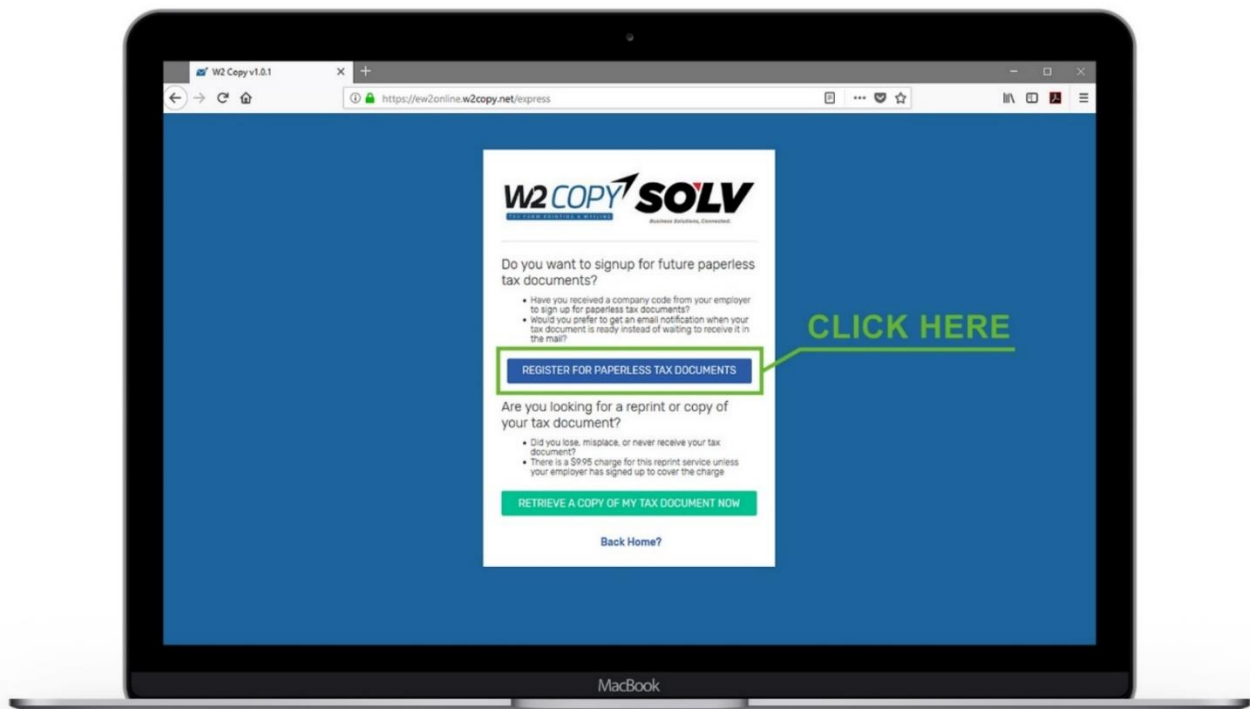 W2 Copy v1.0.1
https://ew2online.w2copy.net/express
W2 COPY SOLV
TAX FORM PRINTING & MAILING
Business Solutions, Connected.
Do you want to signup for future paperless
tax documents?
• Have you received a company code from your employer
to sign up for paperless tax documents?
• Would you prefer to get an email notification when your
tax document is ready instead of waiting to receive it in
the mail?
CLICK HERE
REGISTER FOR PAPERLESS TAX DOCUMENTS
Are you looking for a reprint or copy of
your tax document?
• Did you lose, misplace, or never receive your tax
document?
• There is a $9.95 charge for this reprint service unless
your employer has signed up to cover the charge
RETRIEVE A COPY OF MY TAX DOCUMENT NOW
Back Home?
MacBook